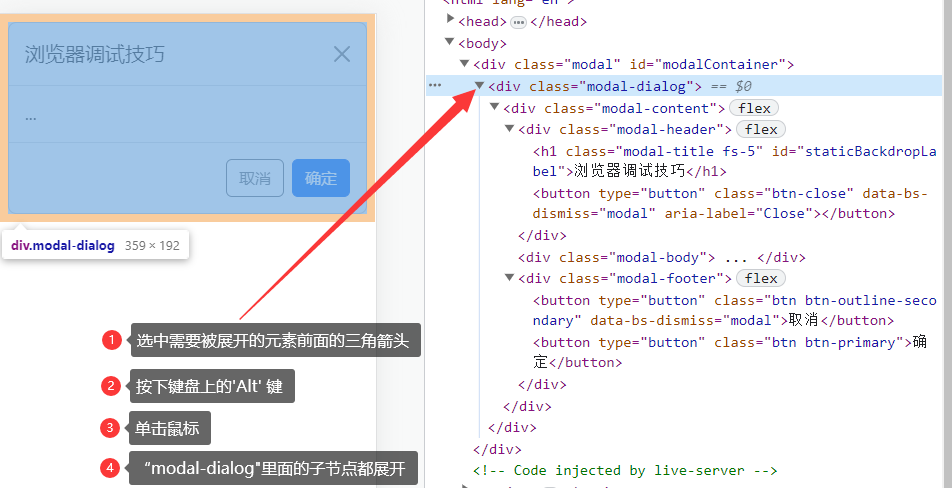 浏览器调试技巧
...
取消
确定
div.modal-dialog 359 × 192
1 选中需要被展开的元素前面的三角箭头
2 按下键盘上的'Alt' 键
3 单击鼠标
4 “modal-dialog"里面的子节点都展开
<html lang="en">
<head> ... </head>
<body>
<div class="modal" id="modalContainer">
... <div class="modal-dialog"> == $0
<div class="modal-content"> flex
<div class="modal-header"> flex
<h1 class="modal-title fs-5" id="staticBackdropLa
bel">浏览器调试技巧</h1>
<button type="button" class="btn-close" data-bs-
dismiss="modal" aria-label="Close"></button>
</div>
<div class="modal-body"> ... </div>
<div class="modal-footer"> flex
<button type="button" class="btn btn-outline-seco
ndary" data-bs-dismiss="modal">取消</button>
<button type="button" class="btn btn-primary">确
定</button>
</div>
</div>
</div>
</div>
<!-- Code injected by live-server -->